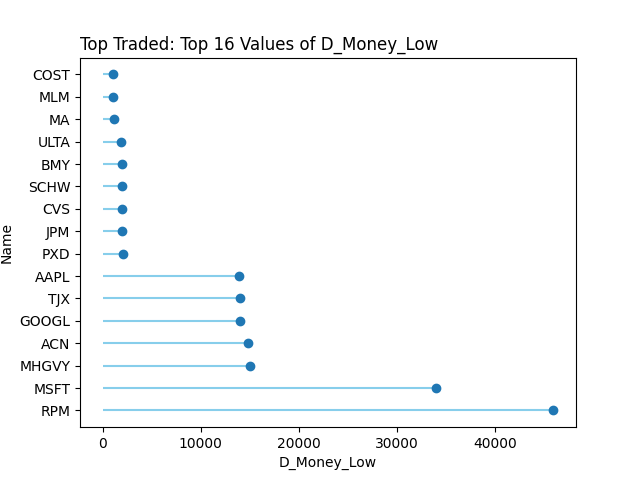 Top Traded: Top 16 Values of D_Money_Low
COST
MLM
MA
ULTA
BMY
SCHW
CVS
JPM
PXD
AAPL
TJX
GOOGL
ACN
MHGVY
MSFT
RPM
Name
0 10000 20000 30000 40000
D_Money_Low